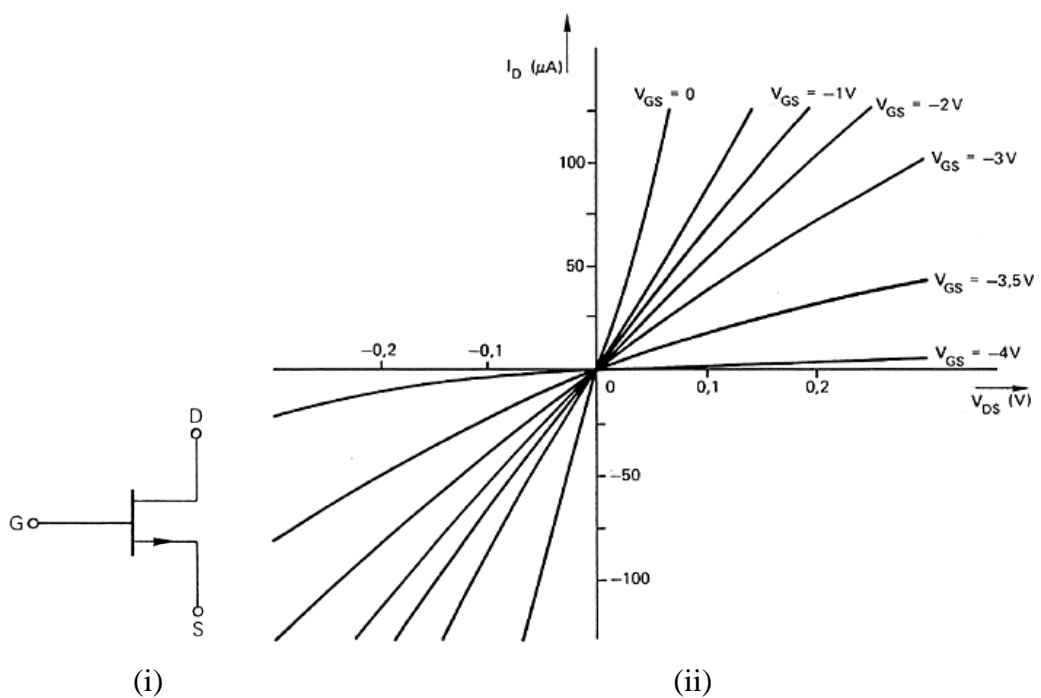 I_D (μA)
V_GS = 0
V_GS = −1V
V_GS = −2V
100
V_GS = −3V
50
V_GS = −3,5V
−0,2
−0,1
V_GS = −4V
0
0,1
0,2
V_DS (V)
D
−50
G
−100
S
(i)
(ii)